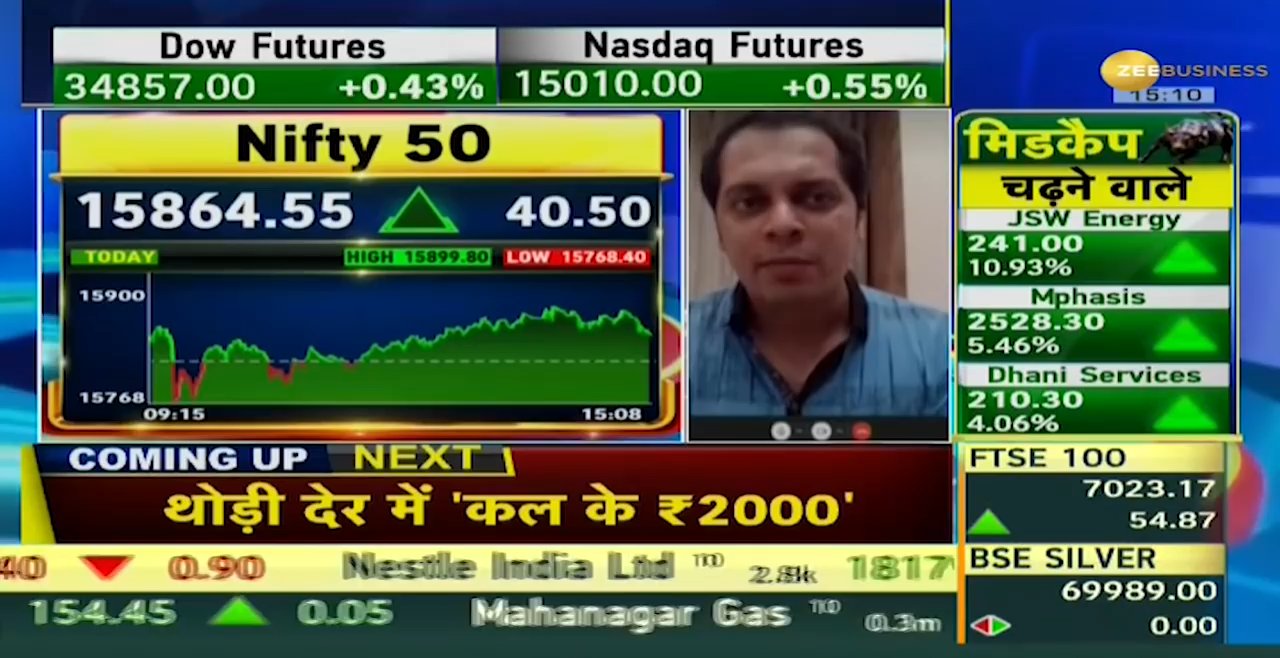 Dow Futures
34857.00 +0.43%
Nasdaq Futures
15010.00 +0.55%
ZEEBUSINESS
15:10
Nifty 50
15864.55 40.50
TODAY HIGH 15899.80 LOW 15768.40
15900
15768
09:15 15:08
मिडकैप
चढ़ने वाले
JSW Energy
241.00
10.93%
Mphasis
2528.30
5.46%
Dhani Services
210.30
4.06%
COMING UP NEXT
थोड़ी देर में 'कल के ₹2000'
FTSE 100
7023.17
54.87
BSE SILVER
69989.00
0.00
40 0.90 Nestle India Ltd 1817
154.45 0.05 Mahanagar Gas 0.3m